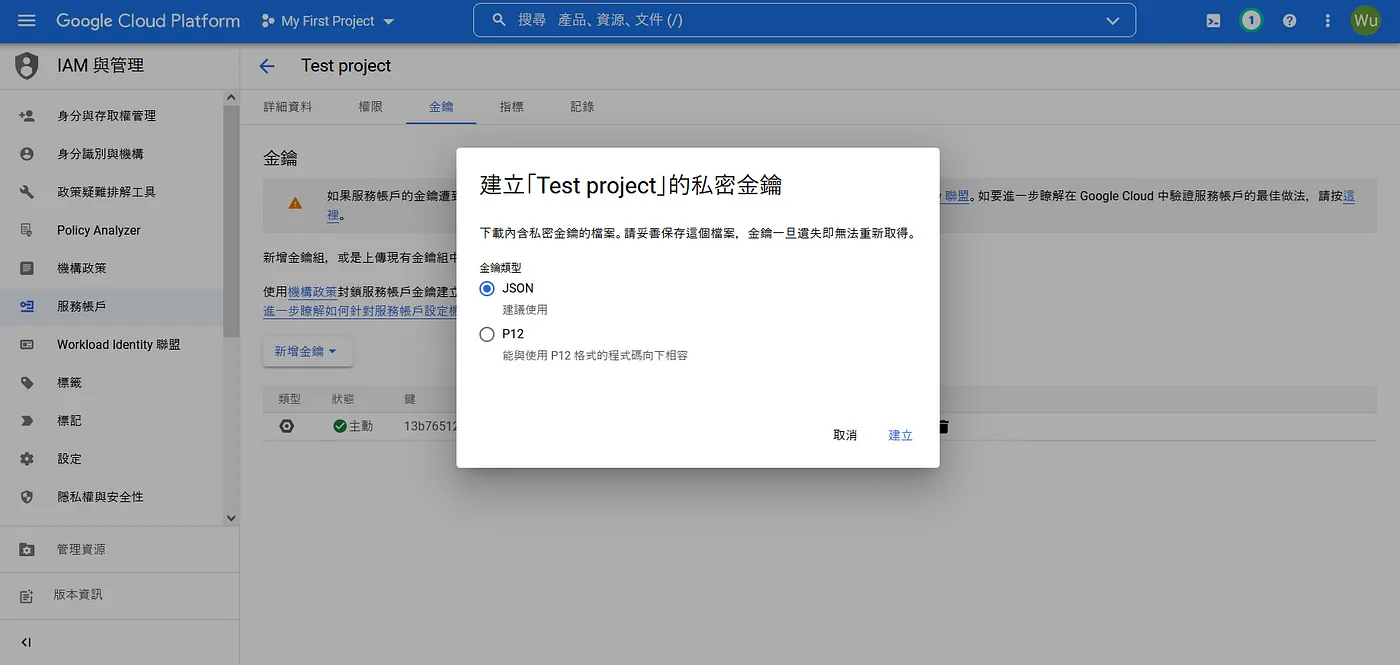 Google Cloud Platform
My First Project
搜尋 產品、資源、文件 (/)
1
Wu
IAM 與管理
身分與存取權管理
身分識別與機構
政策疑難排解工具
Policy Analyzer
機構政策
服務帳戶
Workload Identity 聯盟
標籤
標記
設定
隱私權與安全性
管理資源
版本資訊
Test project
詳細資料
權限
金鑰
指標
記錄
金鑰
如果服務帳戶的金鑰遭到
聯盟。如要進一步瞭解在 Google Cloud 中驗證服務帳戶的最佳做法，請按這
裡。
新增金鑰組，或是上傳現有金鑰組中
使用機構政策封鎖服務帳戶金鑰建立
進一步瞭解如何針對服務帳戶設定機
新增金鑰
類型 狀態 鍵
主動 13b76512
建立「Test project」的私密金鑰
下載內含私密金鑰的檔案。請妥善保存這個檔案，金鑰一旦遺失即無法重新取得。
金鑰類型
JSON
建議使用
P12
能與使用 P12 格式的程式碼向下相容
取消 建立